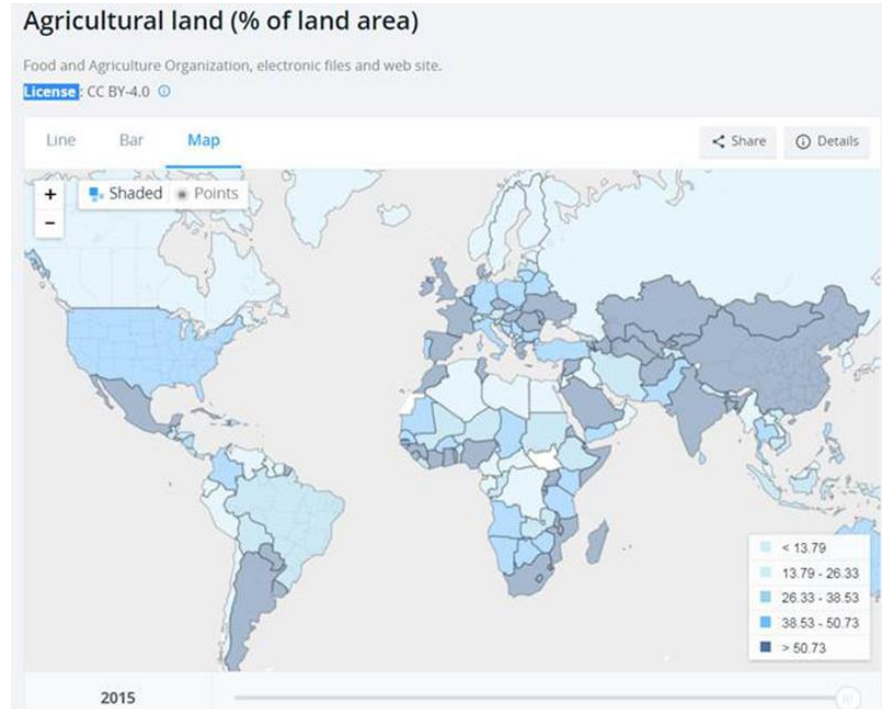 Agricultural land (% of land area)
Food and Agriculture Organization, electronic files and web site.
License : CC BY-4.0
Line Bar Map Share Details
+ Shaded Points
−
< 13.79
13.79 - 26.33
26.33 - 38.53
38.53 - 50.73
> 50.73
2015